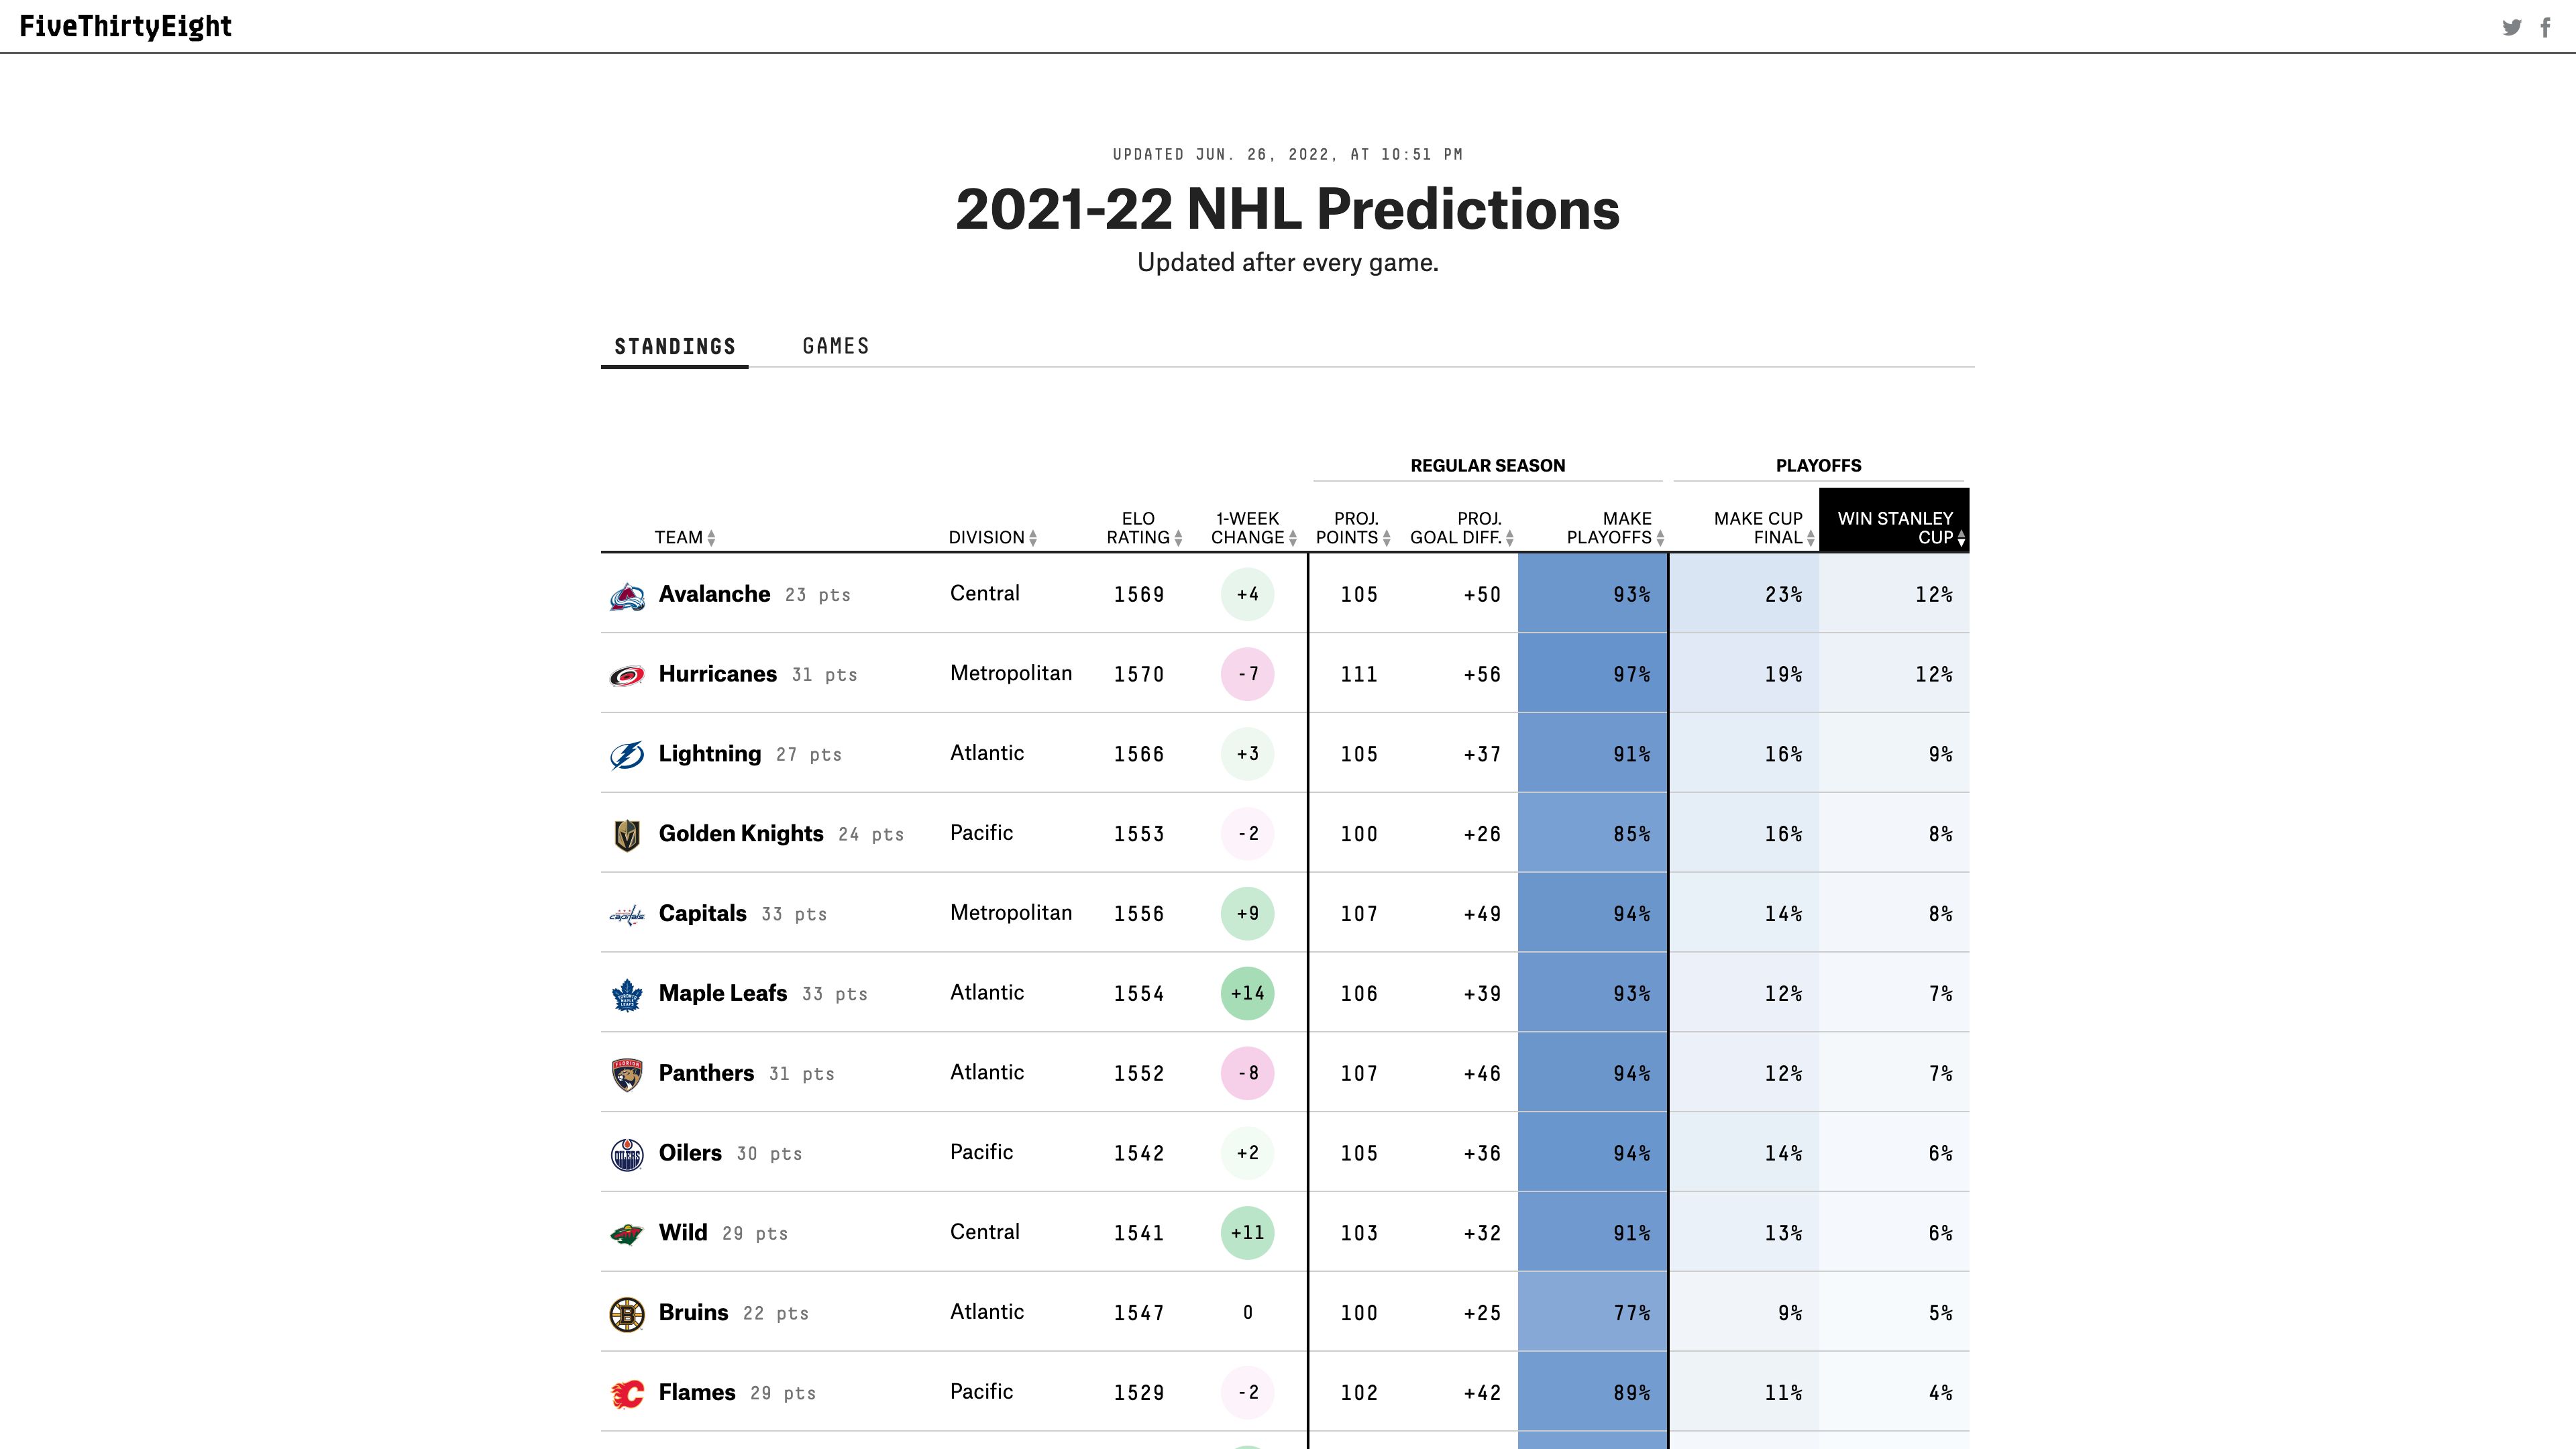 FiveThirtyEight
UPDATED JUN. 26, 2022, AT 10:51 PM
2021-22 NHL Predictions
Updated after every game.
STANDINGS GAMES
REGULAR SEASON PLAYOFFS
TEAM DIVISION ELO RATING 1-WEEK CHANGE PROJ. POINTS PROJ. GOAL DIFF. MAKE PLAYOFFS MAKE CUP FINAL WIN STANLEY CUP
Avalanche 23 pts Central 1569 +4 105 +50 93% 23% 12%
Hurricanes 31 pts Metropolitan 1570 -7 111 +56 97% 19% 12%
Lightning 27 pts Atlantic 1566 +3 105 +37 91% 16% 9%
Golden Knights 24 pts Pacific 1553 -2 100 +26 85% 16% 8%
capitals Capitals 33 pts Metropolitan 1556 +9 107 +49 94% 14% 8%
TORONTO MAPLE LEAFS Maple Leafs 33 pts Atlantic 1554 +14 106 +39 93% 12% 7%
FLORIDA Panthers 31 pts Atlantic 1552 -8 107 +46 94% 12% 7%
OILERS Oilers 30 pts Pacific 1542 +2 105 +36 94% 14% 6%
Wild 29 pts Central 1541 +11 103 +32 91% 13% 6%
B Bruins 22 pts Atlantic 1547 0 100 +25 77% 9% 5%
C Flames 29 pts Pacific 1529 -2 102 +42 89% 11% 4%